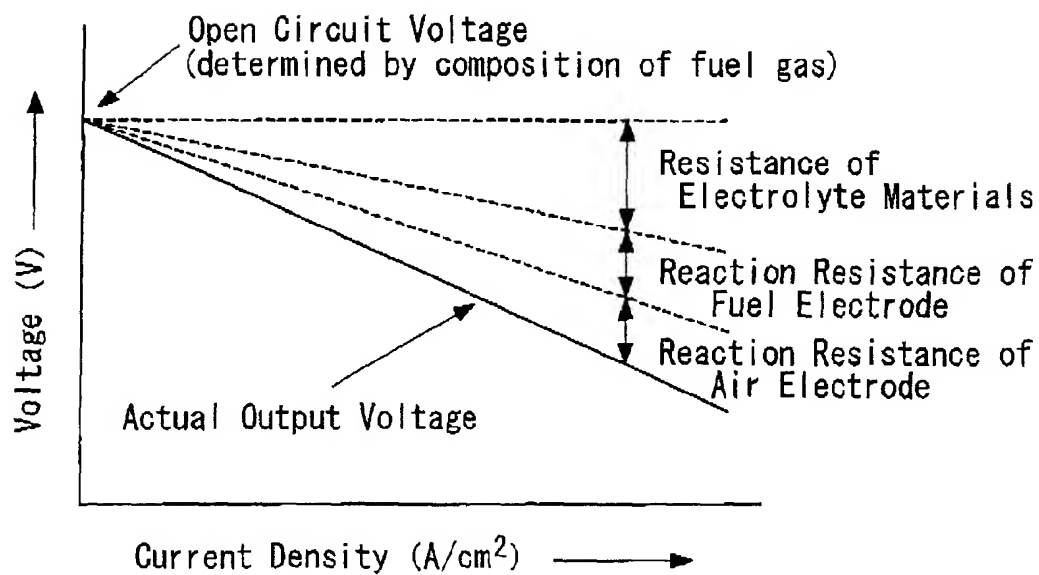 Open Circuit Voltage
(determined by composition of fuel gas)
Resistance of
Electrolyte Materials
Reaction Resistance of
Fuel Electrode
Reaction Resistance of
Air Electrode
Actual Output Voltage
Voltage (V)
Current Density (A/cm²)